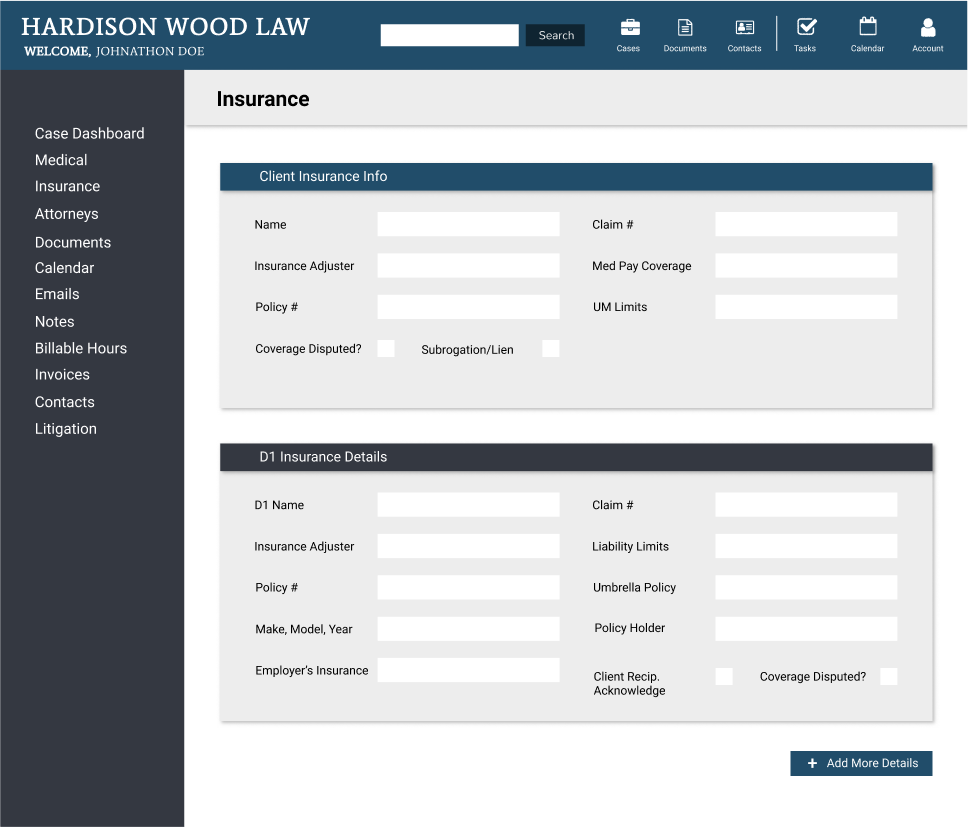 HARDISON WOOD LAW
WELCOME, JOHNATHON DOE
Search
Cases
Documents
Contacts
Tasks
Calendar
Account
Insurance
Case Dashboard
Medical
Insurance
Attorneys
Documents
Calendar
Emails
Notes
Billable Hours
Invoices
Contacts
Litigation
Client Insurance Info
Name
Claim #
Insurance Adjuster
Med Pay Coverage
Policy #
UM Limits
Coverage Disputed?
Subrogation/Lien
D1 Insurance Details
D1 Name
Claim #
Insurance Adjuster
Liability Limits
Policy #
Umbrella Policy
Make, Model, Year
Policy Holder
Employer’s Insurance
Client Recip.
Acknowledge
Coverage Disputed?
+ Add More Details